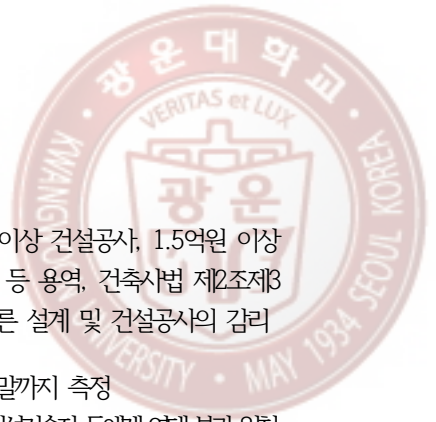 광운대학교
VERITAS et LUX
광운
KWANGWOON UNIVERSITY • MAY 1934 SEOUL KOREA
이상 건설공사, 1.5억원 이상
등 용역, 건축사법 제2조제3
른 설계 및 건설공사의 감리
말까지 측정